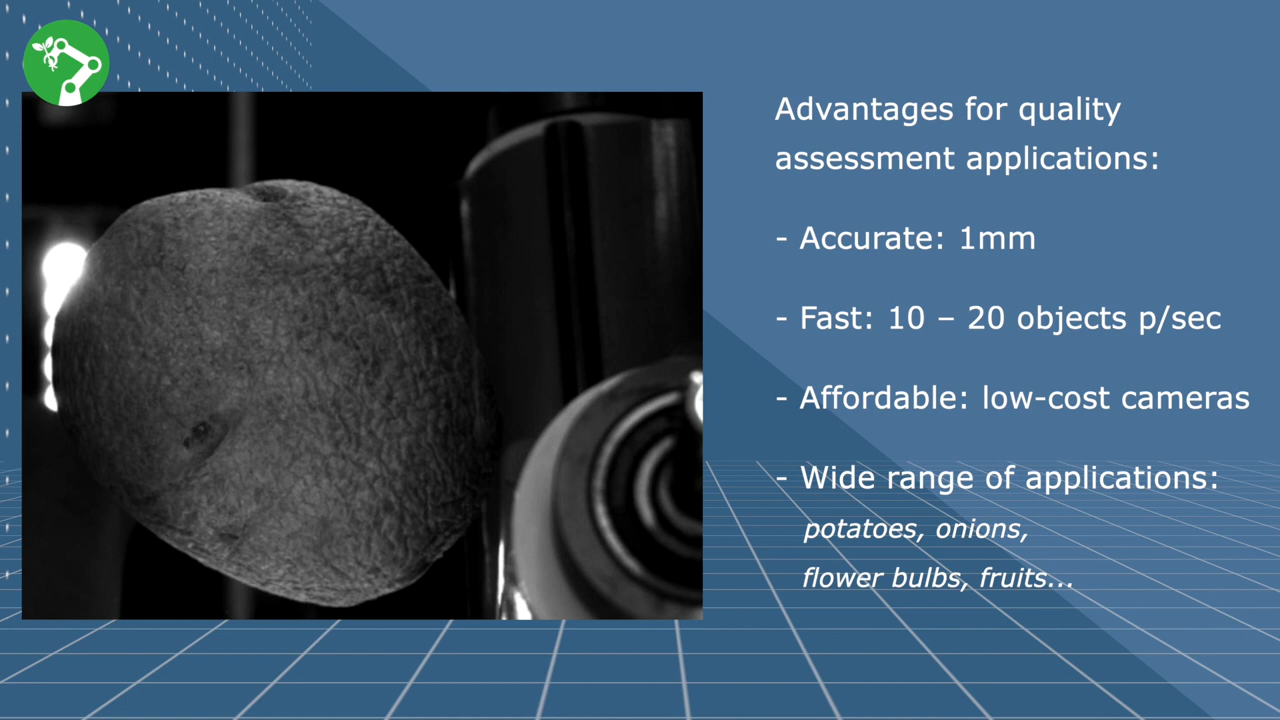 Advantages for quality
assessment applications:
- Accurate: 1mm
- Fast: 10 – 20 objects p/sec
- Affordable: low-cost cameras
- Wide range of applications:
potatoes, onions,
flower bulbs, fruits...